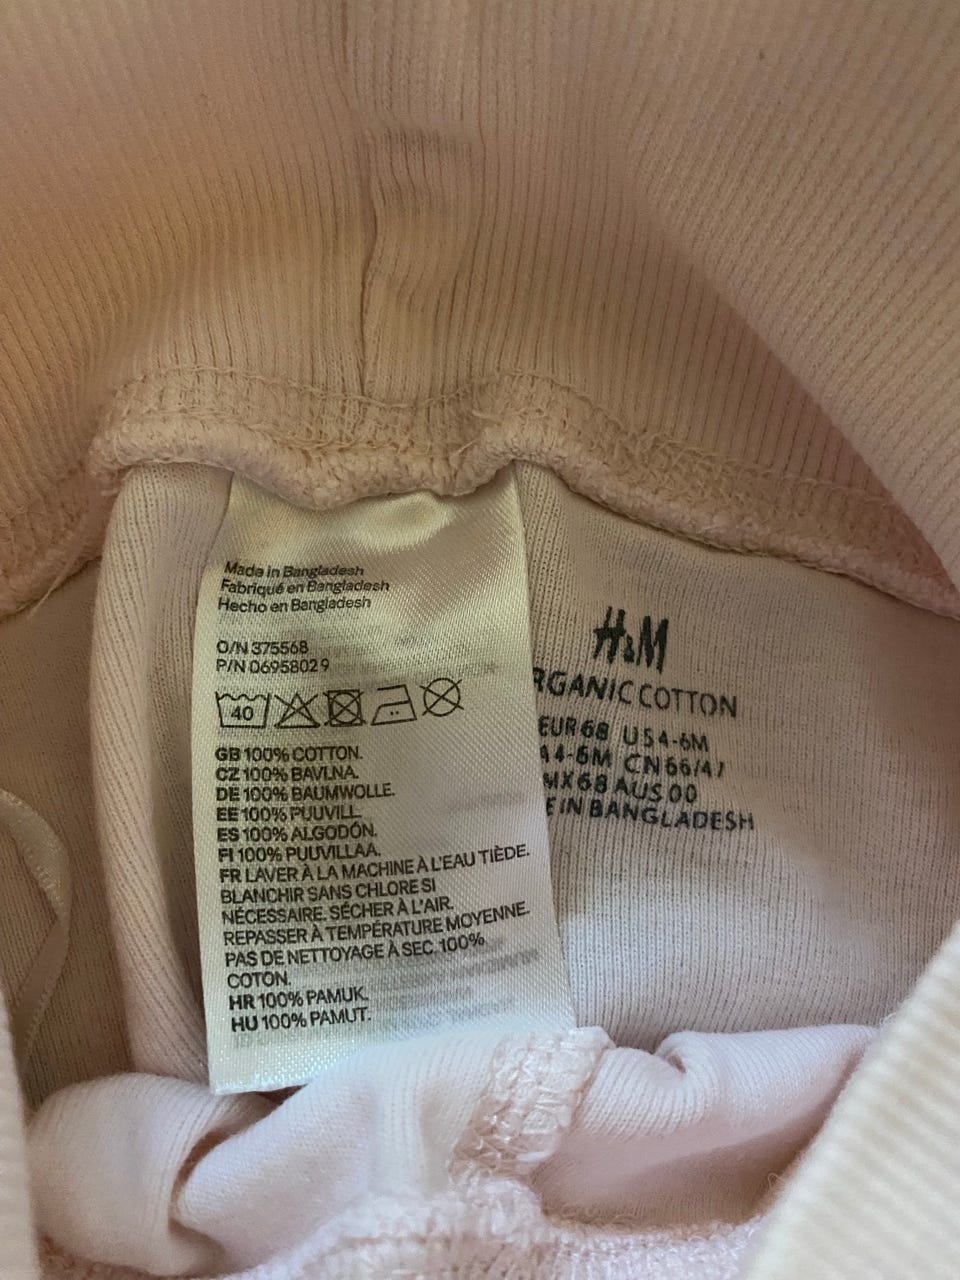 Made in Bangladesh
Fabriqué en Bangladesh
Hecho en Bangladesh
O/N 375568
P/N 06958029
40
GB 100% COTTON.
CZ 100% BAVLNA.
DE 100% BAUMWOLLE.
EE 100% PUUVILL.
ES 100% ALGODÓN.
FI 100% PUUVILLAA.
FR LAVER À LA MACHINE À L'EAU TIÈDE.
BLANCHIR SANS CHLORE SI
NÉCESSAIRE. SÉCHER À L'AIR.
REPASSER À TEMPÉRATURE MOYENNE.
PAS DE NETTOYAGE À SEC. 100%
COTON.
HR 100% PAMUK.
HU 100% PAMUT.
H&M
RGANIC COTTON
EUR 68 US 4-6M
A 4-6M CN 66/41
MX 68 AUS 00
E IN BANGLADESH